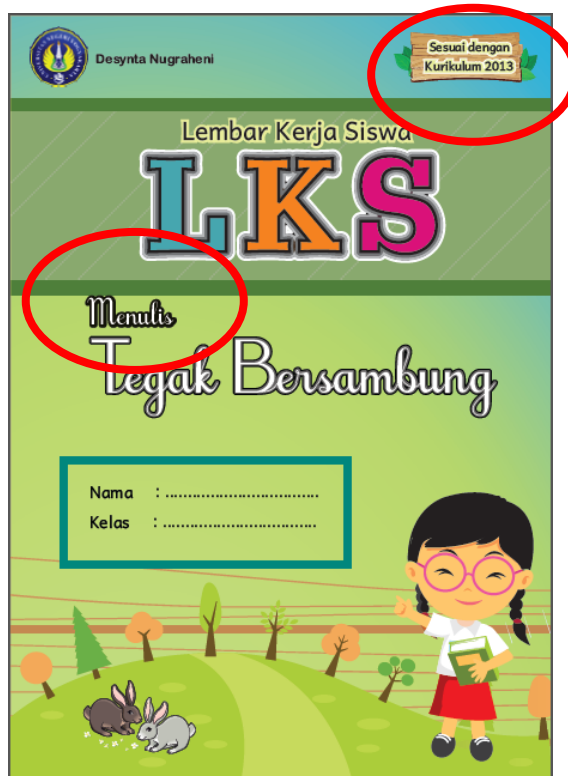 Desynta Nugraheni
Sesuai dengan
Kurikulum 2013
Lembar Kerja Siswa
LKS
Menulis
Tegak Bersambung
Nama : ..................................
Kelas : ..................................